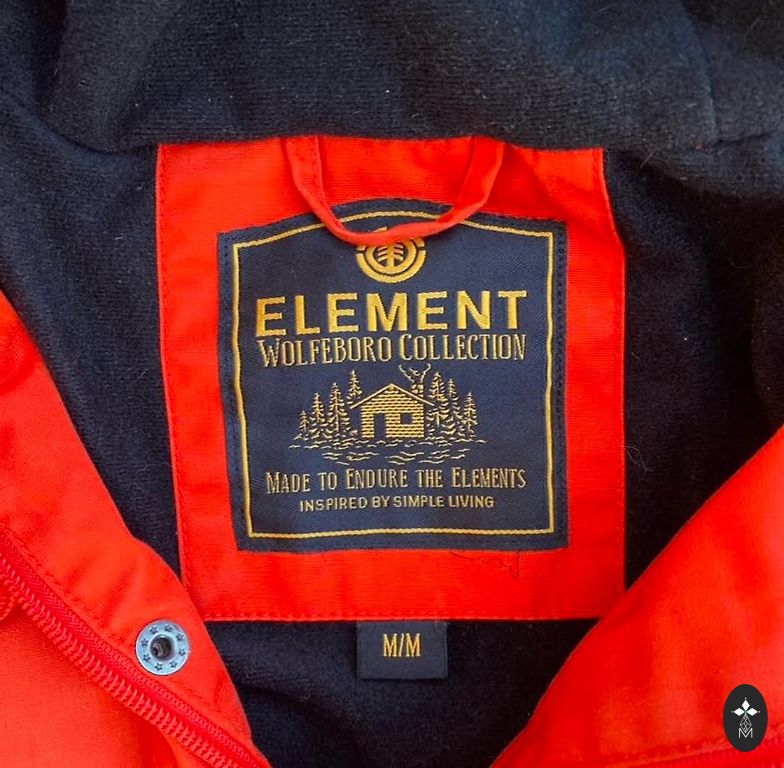 ELEMENT
WOLFEBORO COLLECTION
MADE TO ENDURE THE ELEMENTS
INSPIRED BY SIMPLE LIVING
M/M
M